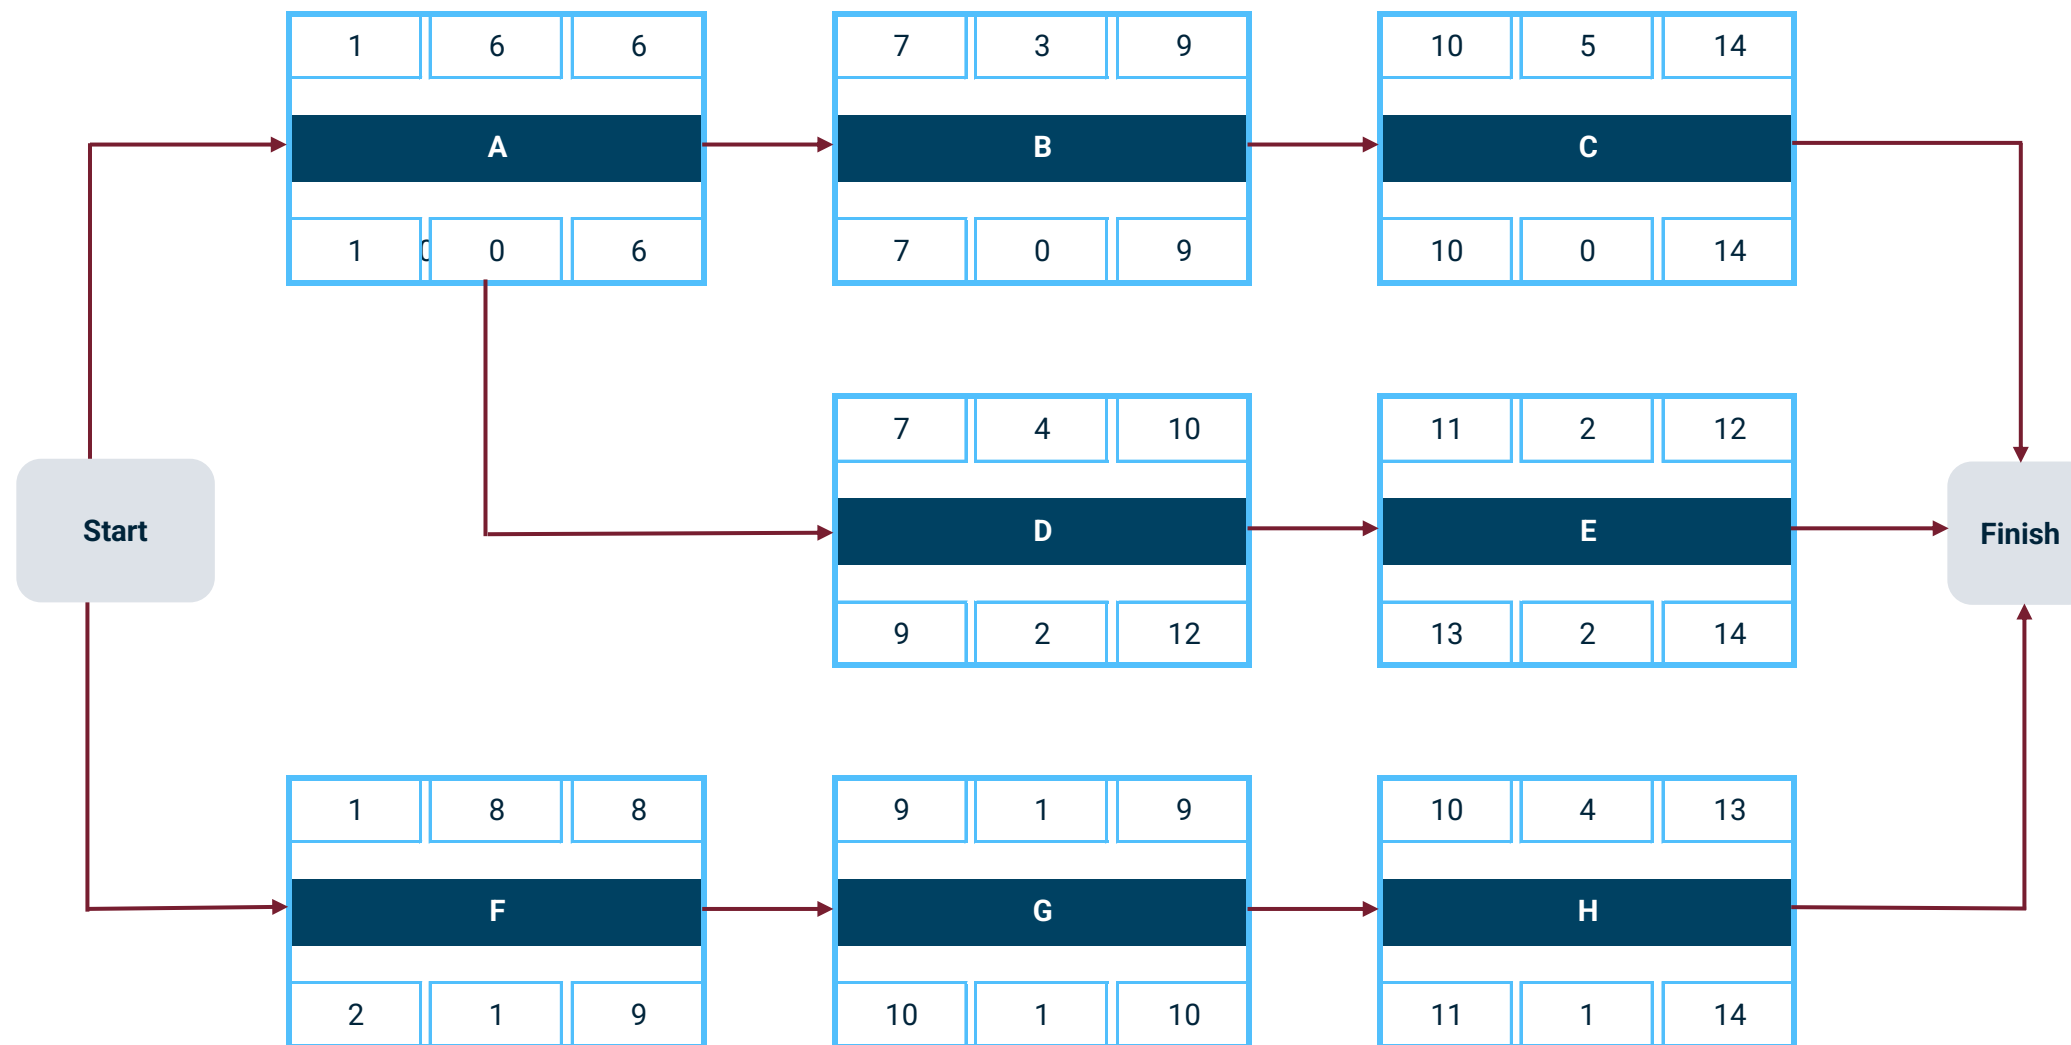 1 6 6 7 3 9 10 5 14
A B C
1 0 0 6 7 0 9 10 0 14
7 4 10 11 2 12
Start D E Finish
9 2 12 13 2 14
1 8 8 9 1 9 10 4 13
F G H
2 1 9 10 1 10 11 1 14